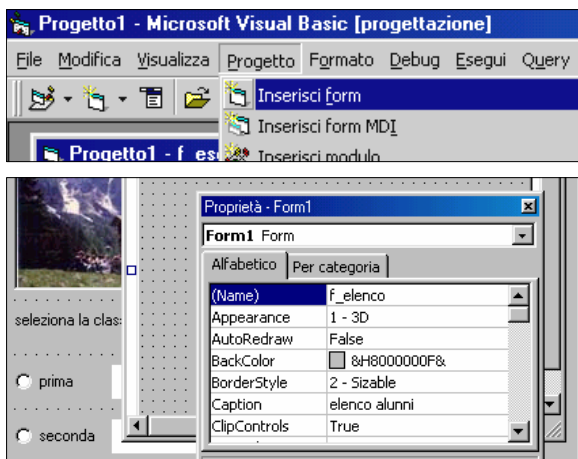 Progetto1 - Microsoft Visual Basic [progettazione]
File Modifica Visualizza Progetto Formato Debug Esegui Query
Inserisci form
Inserisci form MDI
Progetto1 - f_es
Inserisci modulo
Proprietà - Form1
Form1 Form
Alfabetico Per categoria
(Name) f_elenco
Appearance 1 - 3D
seleziona la clas
AutoRedraw False
BackColor &H8000000F&
prima
BorderStyle 2 - Sizable
Caption elenco alunni
ClipControls True
seconda